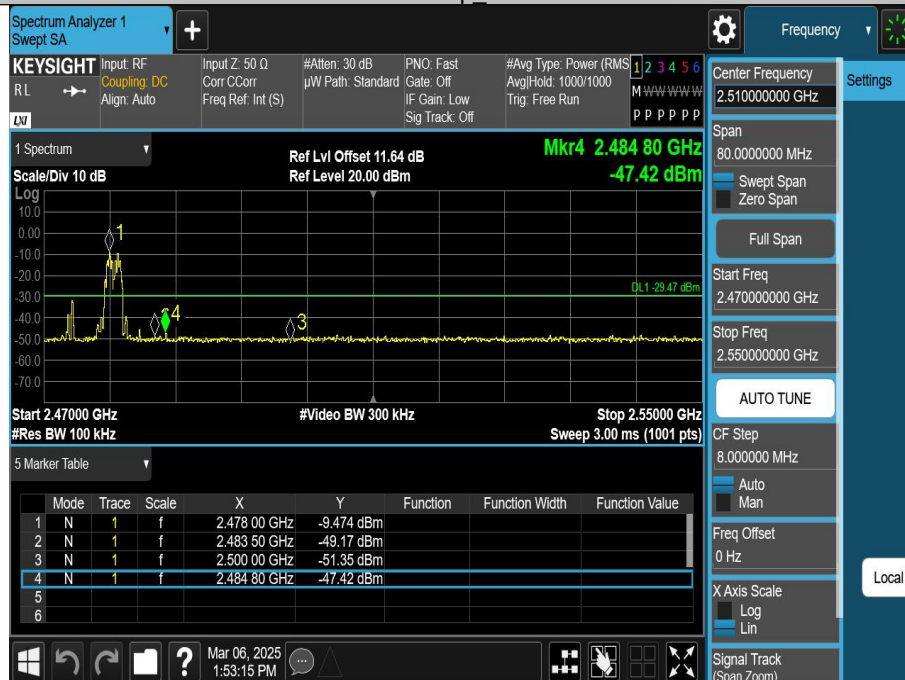 Spectrum Analyzer 1
Swept SA
+
Frequency
KEYSIGHT
RL
LXI
Input: RF
Coupling: DC
Align: Auto
Input Z: 50 Ω
Corr CCorr
Freq Ref: Int (S)
#Atten: 30 dB
µW Path: Standard
PNO: Fast
Gate: Off
IF Gain: Low
Sig Track: Off
#Avg Type: Power (RMS
Avg|Hold: 1000/1000
Trig: Free Run
1 2 3 4 5 6
M W W W W W
P P P P P P
1 Spectrum
Scale/Div 10 dB
Ref Lvl Offset 11.64 dB
Ref Level 20.00 dBm
Mkr4 2.484 80 GHz
-47.42 dBm
Log
10.0
0.00
-10.0
-20.0
-30.0
-40.0
-50.0
-60.0
-70.0
1
4
3
DL1 -29.47 dBm
Start 2.47000 GHz
#Video BW 300 kHz
Stop 2.55000 GHz
#Res BW 100 kHz
Sweep 3.00 ms (1001 pts)
5 Marker Table
Mode Trace Scale X Y Function Function Width Function Value
1 N 1 f 2.478 00 GHz -9.474 dBm
2 N 1 f 2.483 50 GHz -49.17 dBm
3 N 1 f 2.500 00 GHz -51.35 dBm
4 N 1 f 2.484 80 GHz -47.42 dBm
5
6
Mar 06, 2025
1:53:15 PM
?
Center Frequency
2.510000000 GHz
Settings
Span
80.0000000 MHz
Swept Span
Zero Span
Full Span
Start Freq
2.470000000 GHz
Stop Freq
2.550000000 GHz
AUTO TUNE
CF Step
8.000000 MHz
Auto
Man
Freq Offset
0 Hz
Local
X Axis Scale
Log
Lin
Signal Track
(Span Zoom)